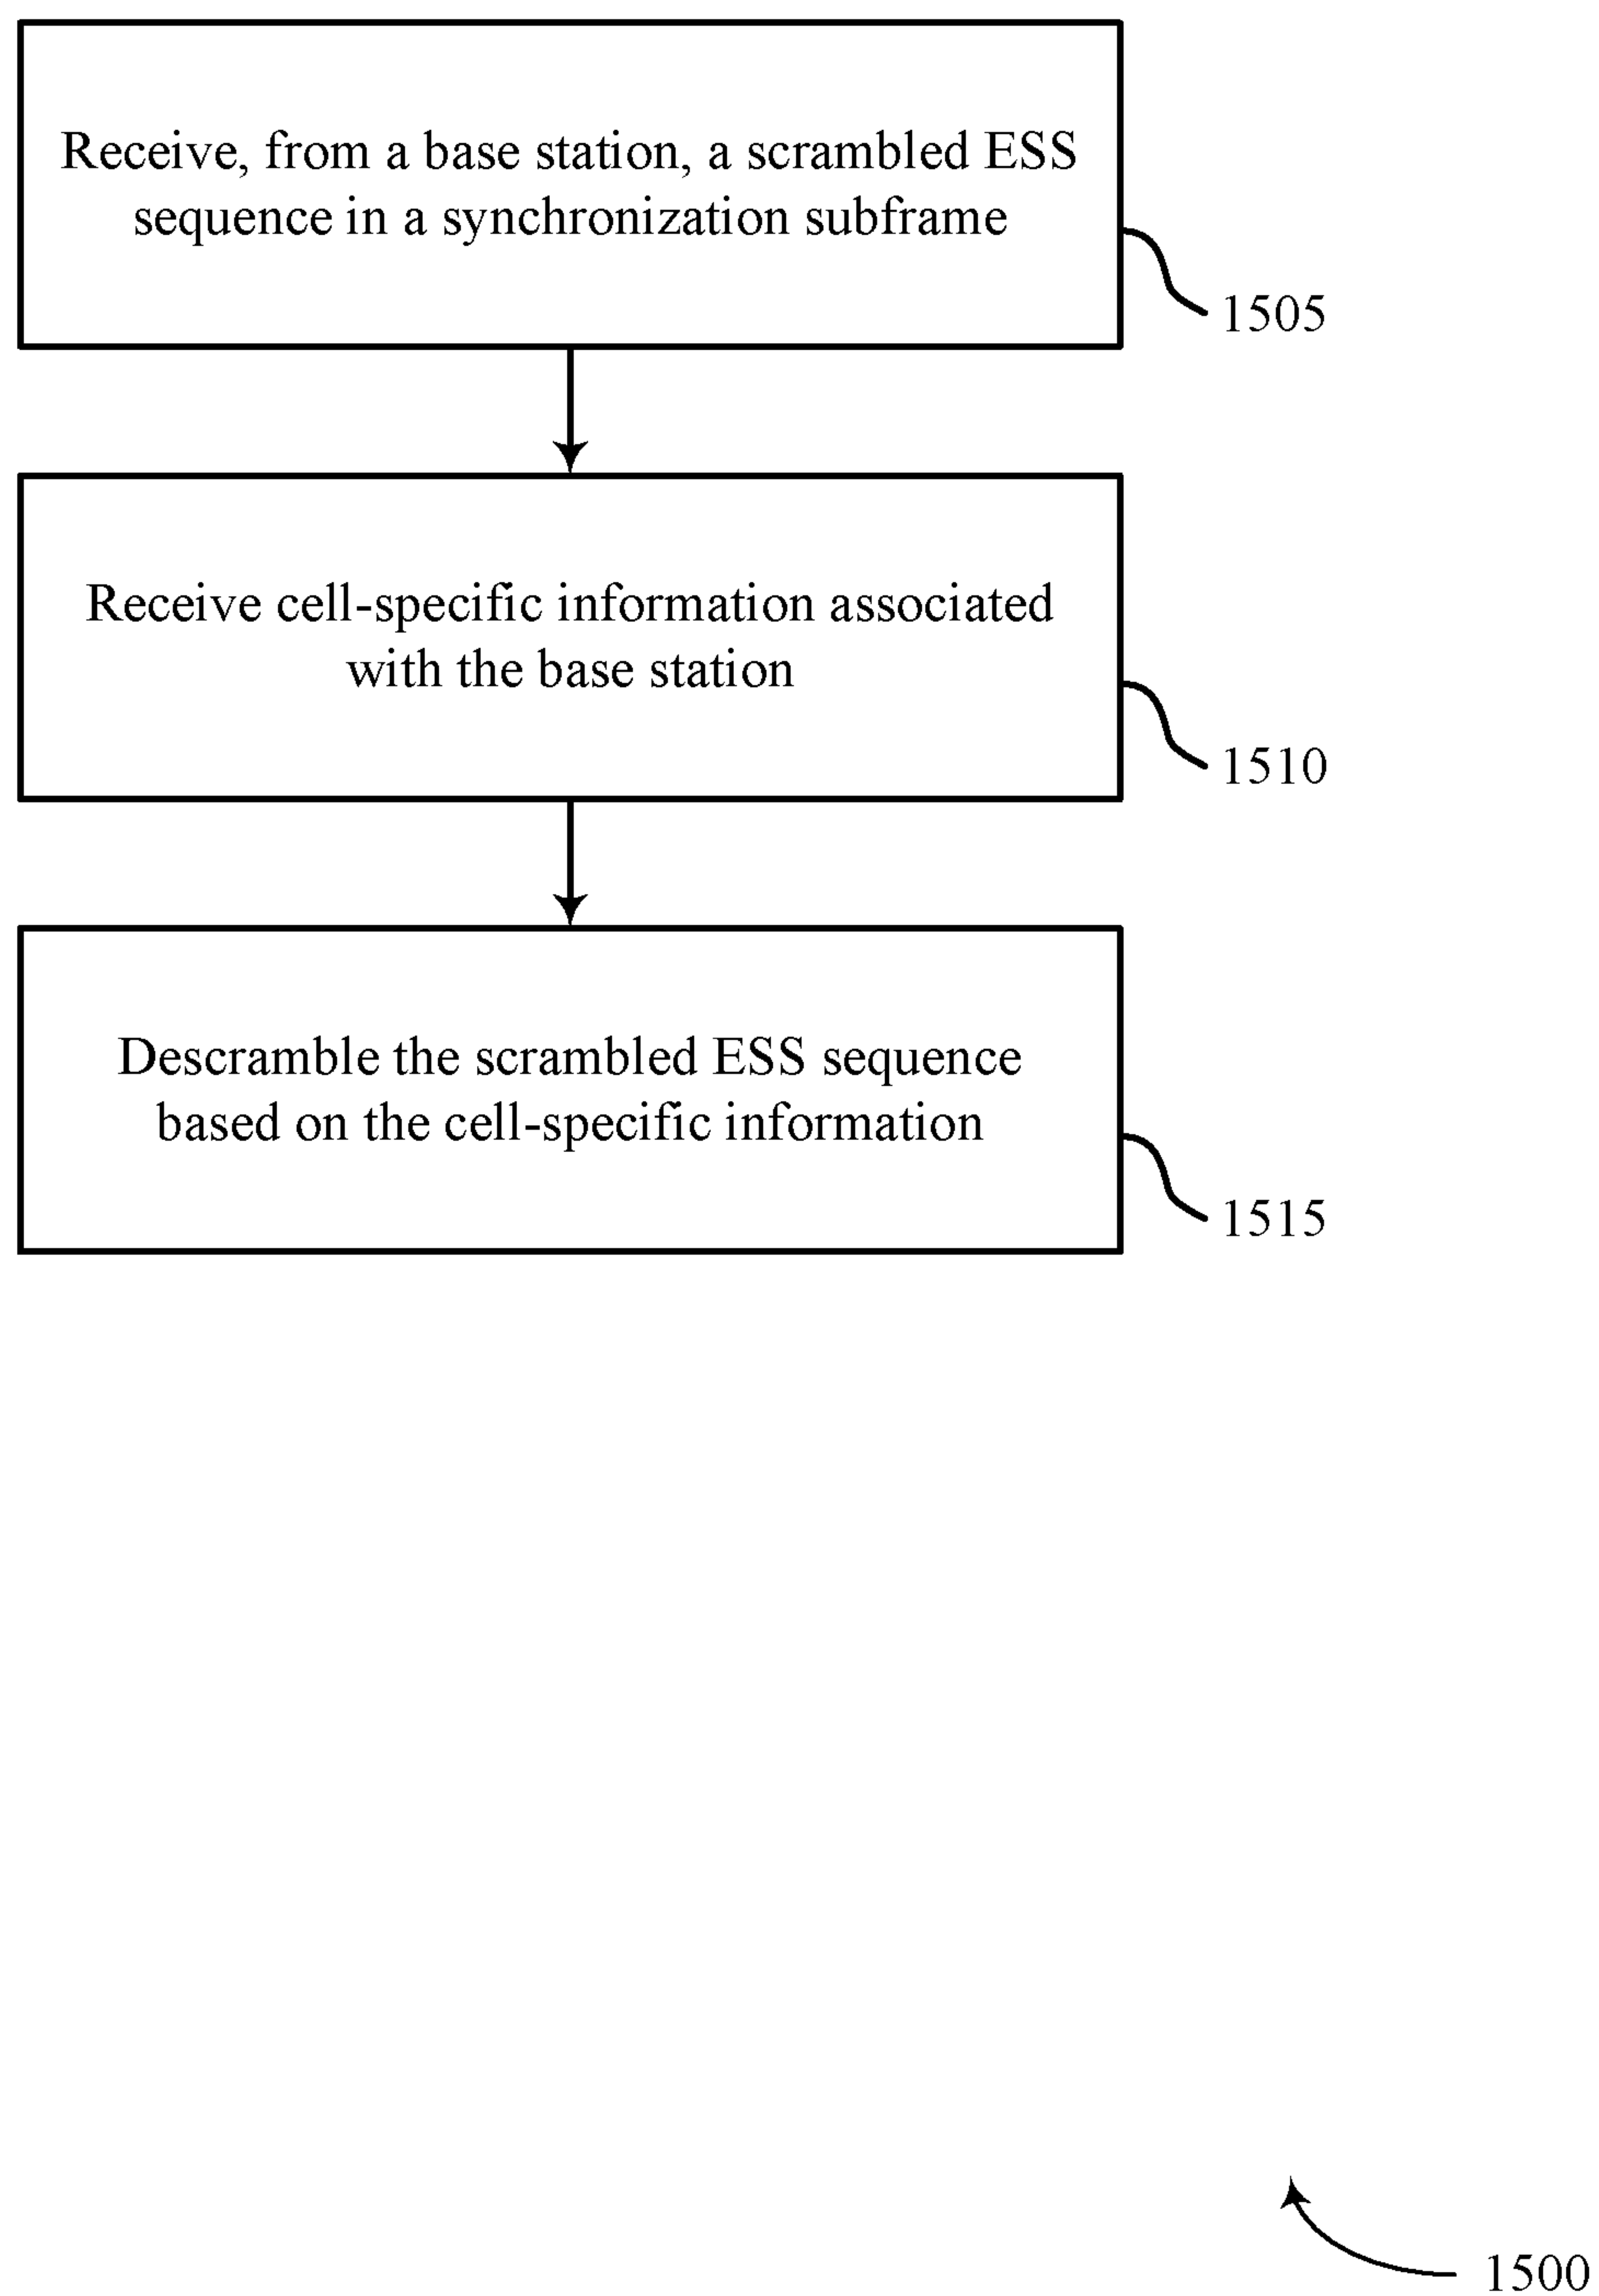 Receive, from a base station, a scrambled ESS
sequence in a synchronization subframe
1505
Receive cell-specific information associated
with the base station
1510
Descramble the scrambled ESS sequence
based on the cell-specific information
1515
1500